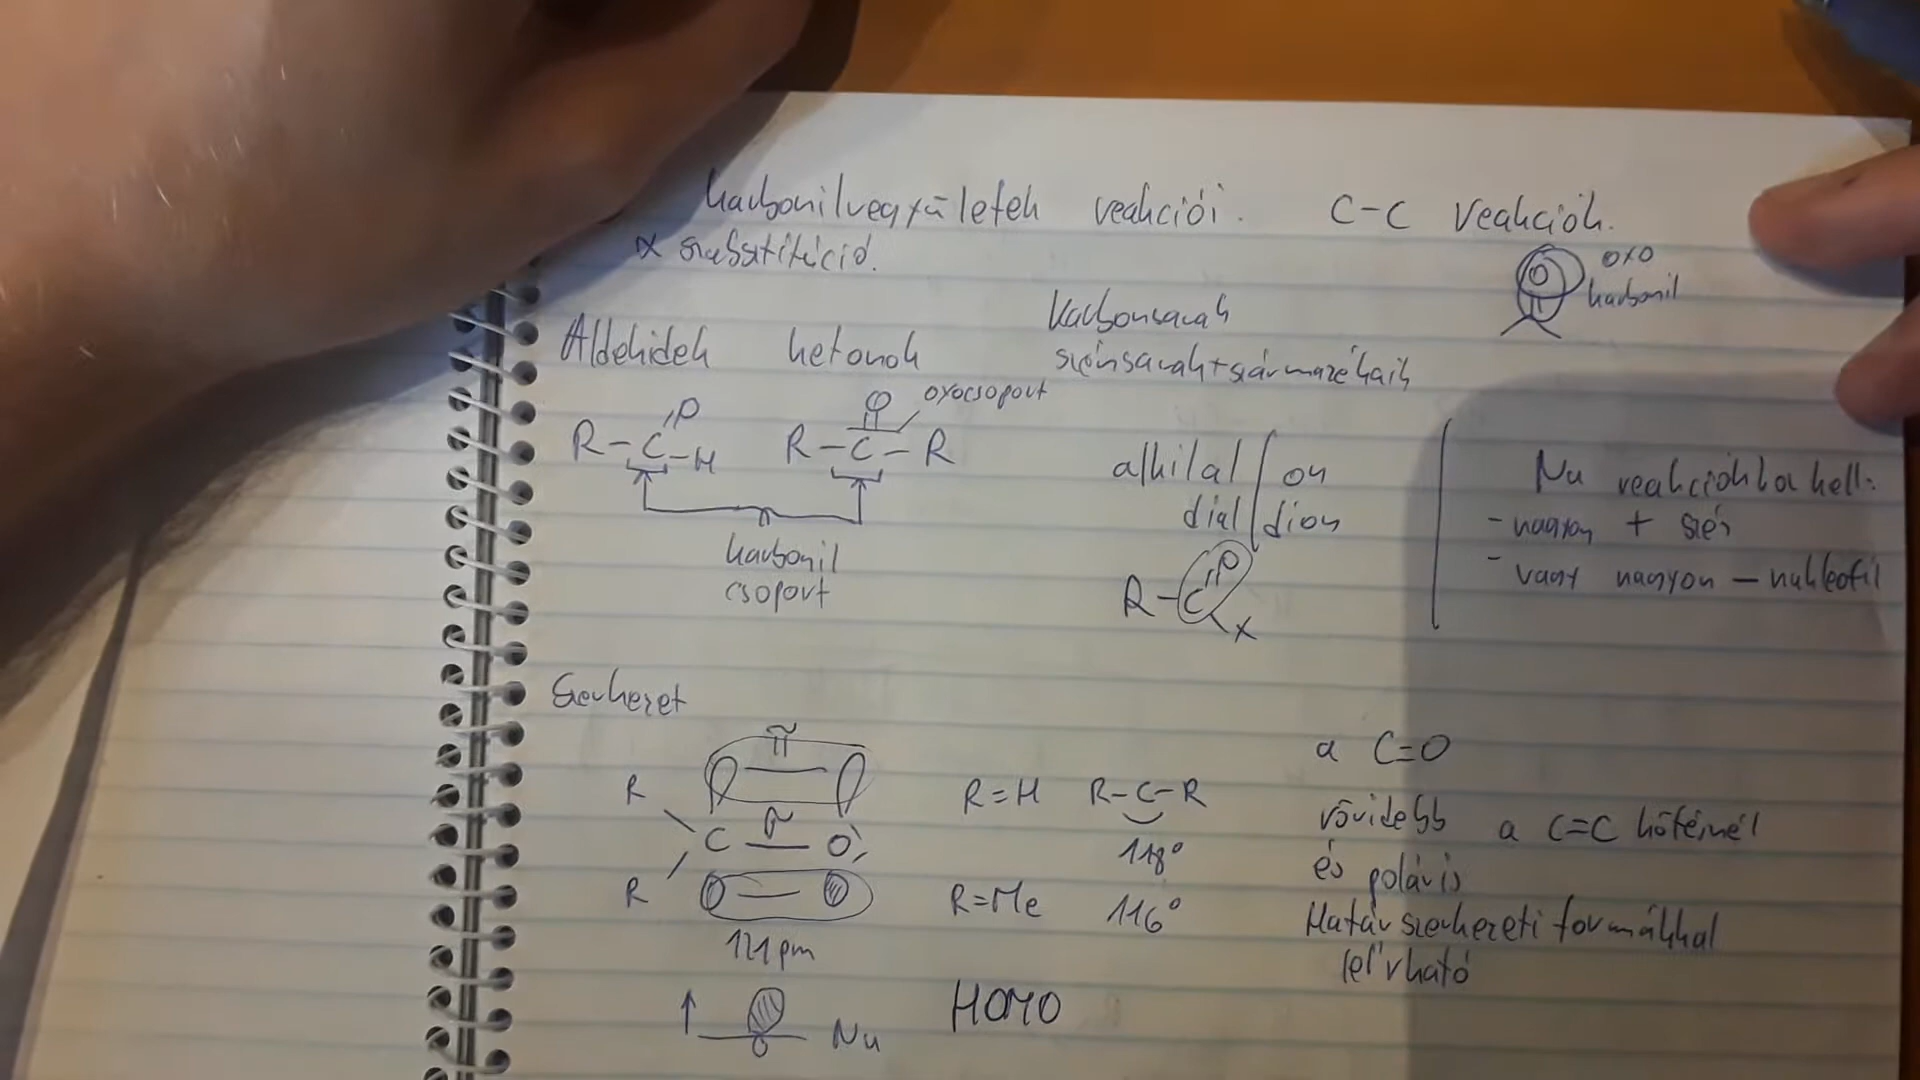 Karbonilvegyületek reakciói. C-C reakciók.
α szubsztitúció.
oxo
karbonil
Aldehidek ketonok Karbonsavak
szénsavak+származékaik
oxocsoport
R-C O -H R-C O -R
alkilal / on
dial / dion
karbonil
csoport
R-C O X
Nu reakcióhoz kell:
- nagyon + szén
- vagy nagyon - nukleofil
Szerkezet
π
R
C — O
R
121 pm
R=H R-C-R
118°
R=Me 116°
a C=O
rövidebb a C=C kötésnél
és poláris
Határszerkezeti formákkal
leírható
Nu HOMO